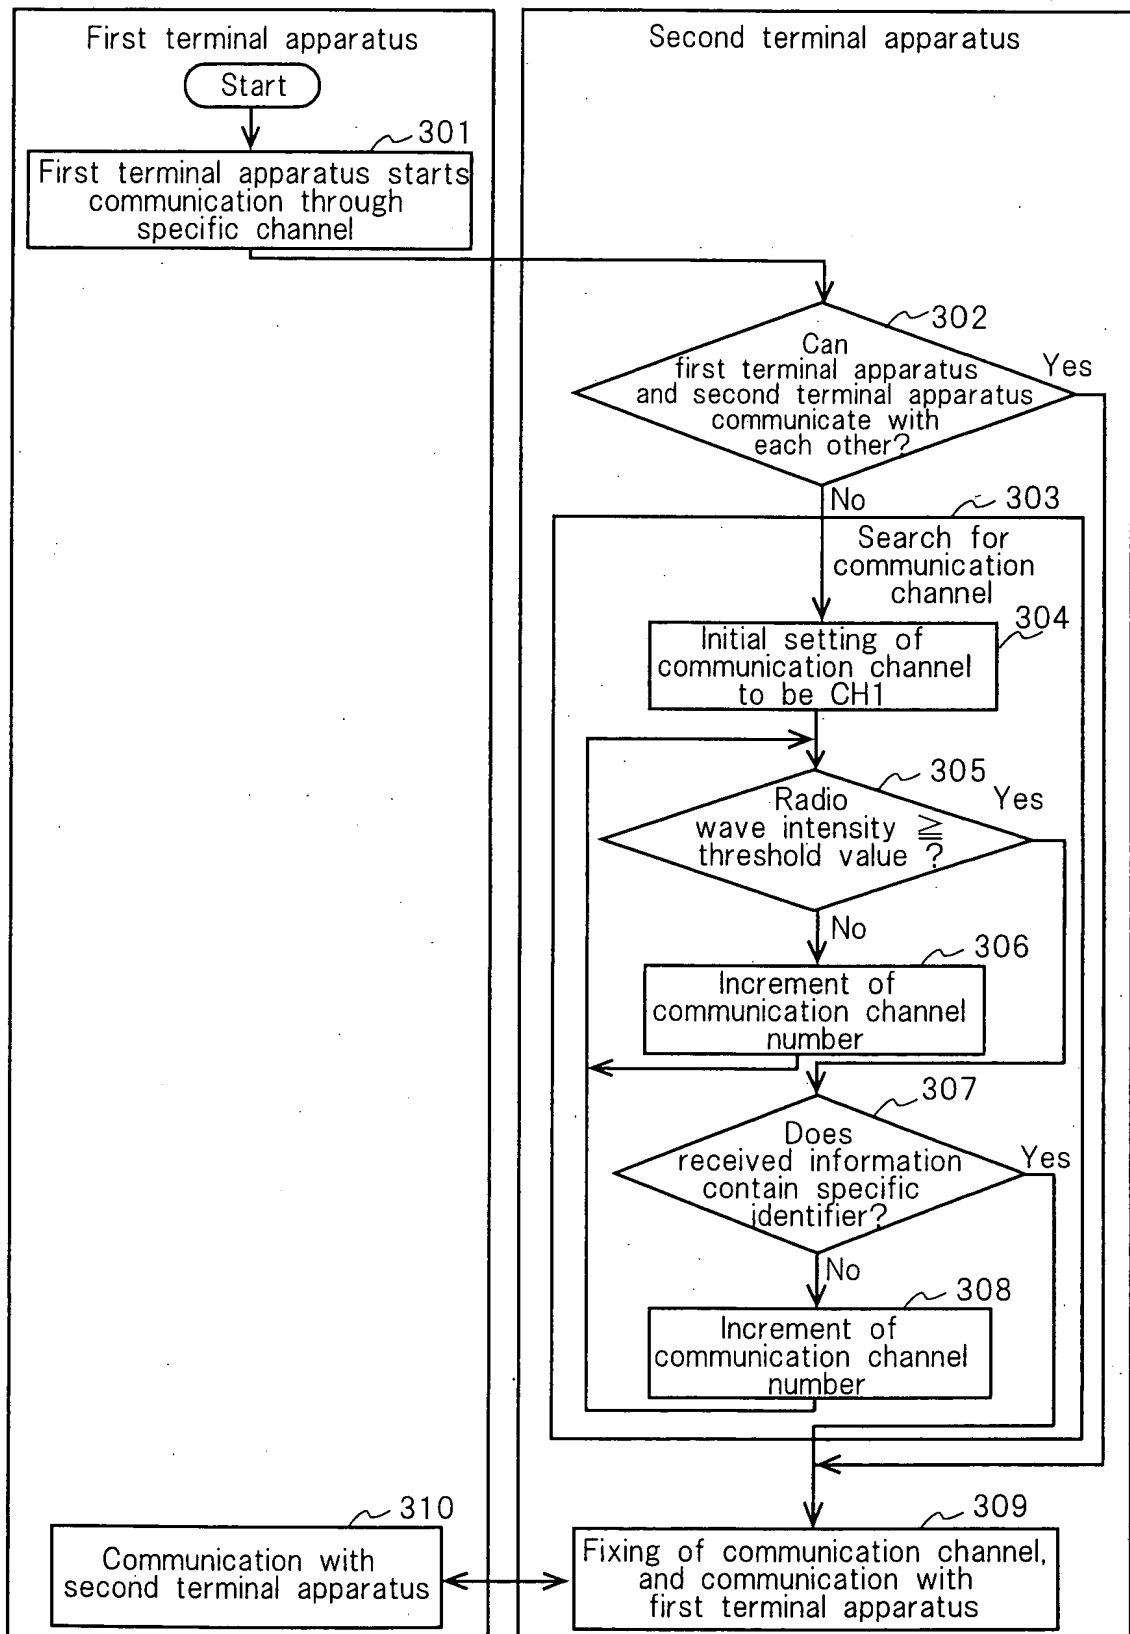 First terminal apparatus
Start
301
First terminal apparatus starts
communication through
specific channel
Second terminal apparatus
302
Can
first terminal apparatus
and second terminal apparatus
communicate with
each other?
Yes
No
303
Search for
communication
channel
304
Initial setting of
communication channel
to be CH1
305
Radio
wave intensity ≧
threshold value ?
Yes
No
306
Increment of
communication channel
number
307
Does
received information
contain specific
identifier?
Yes
No
308
Increment of
communication channel
number
310
Communication with
second terminal apparatus
309
Fixing of communication channel,
and communication with
first terminal apparatus